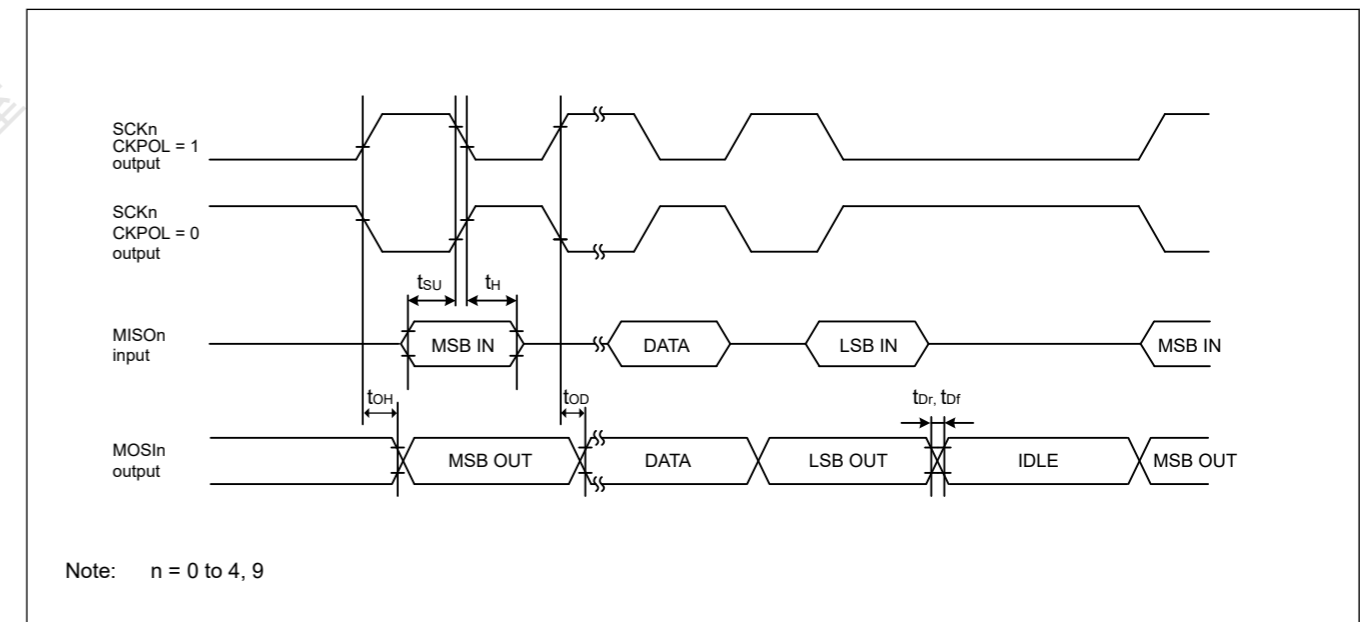 SCKn
CKPOL = 1
output
SCKn
CKPOL = 0
output
tSU
tH
MISOn
input
MSB IN
DATA
LSB IN
MSB IN
tOH
tOD
tDr, tDf
MOSIn
output
MSB OUT
DATA
LSB OUT
IDLE
MSB OUT
Note: n = 0 to 4, 9